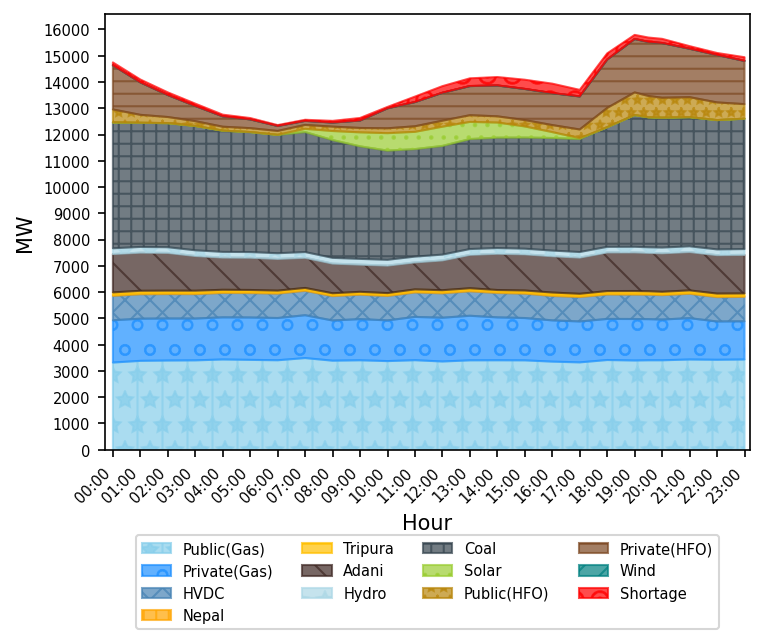 16000
15000
14000
13000
12000
11000
10000
9000
8000
7000
6000
5000
4000
3000
2000
1000
0
MW
00:00 01:00 02:00 03:00 04:00 05:00 06:00 07:00 08:00 09:00 10:00 11:00 12:00 13:00 14:00 15:00 16:00 17:00 18:00 19:00 20:00 21:00 22:00 23:00
Hour
Public(Gas) Tripura Coal Private(HFO)
Private(Gas) Adani Solar Wind
HVDC Hydro Public(HFO) Shortage
Nepal